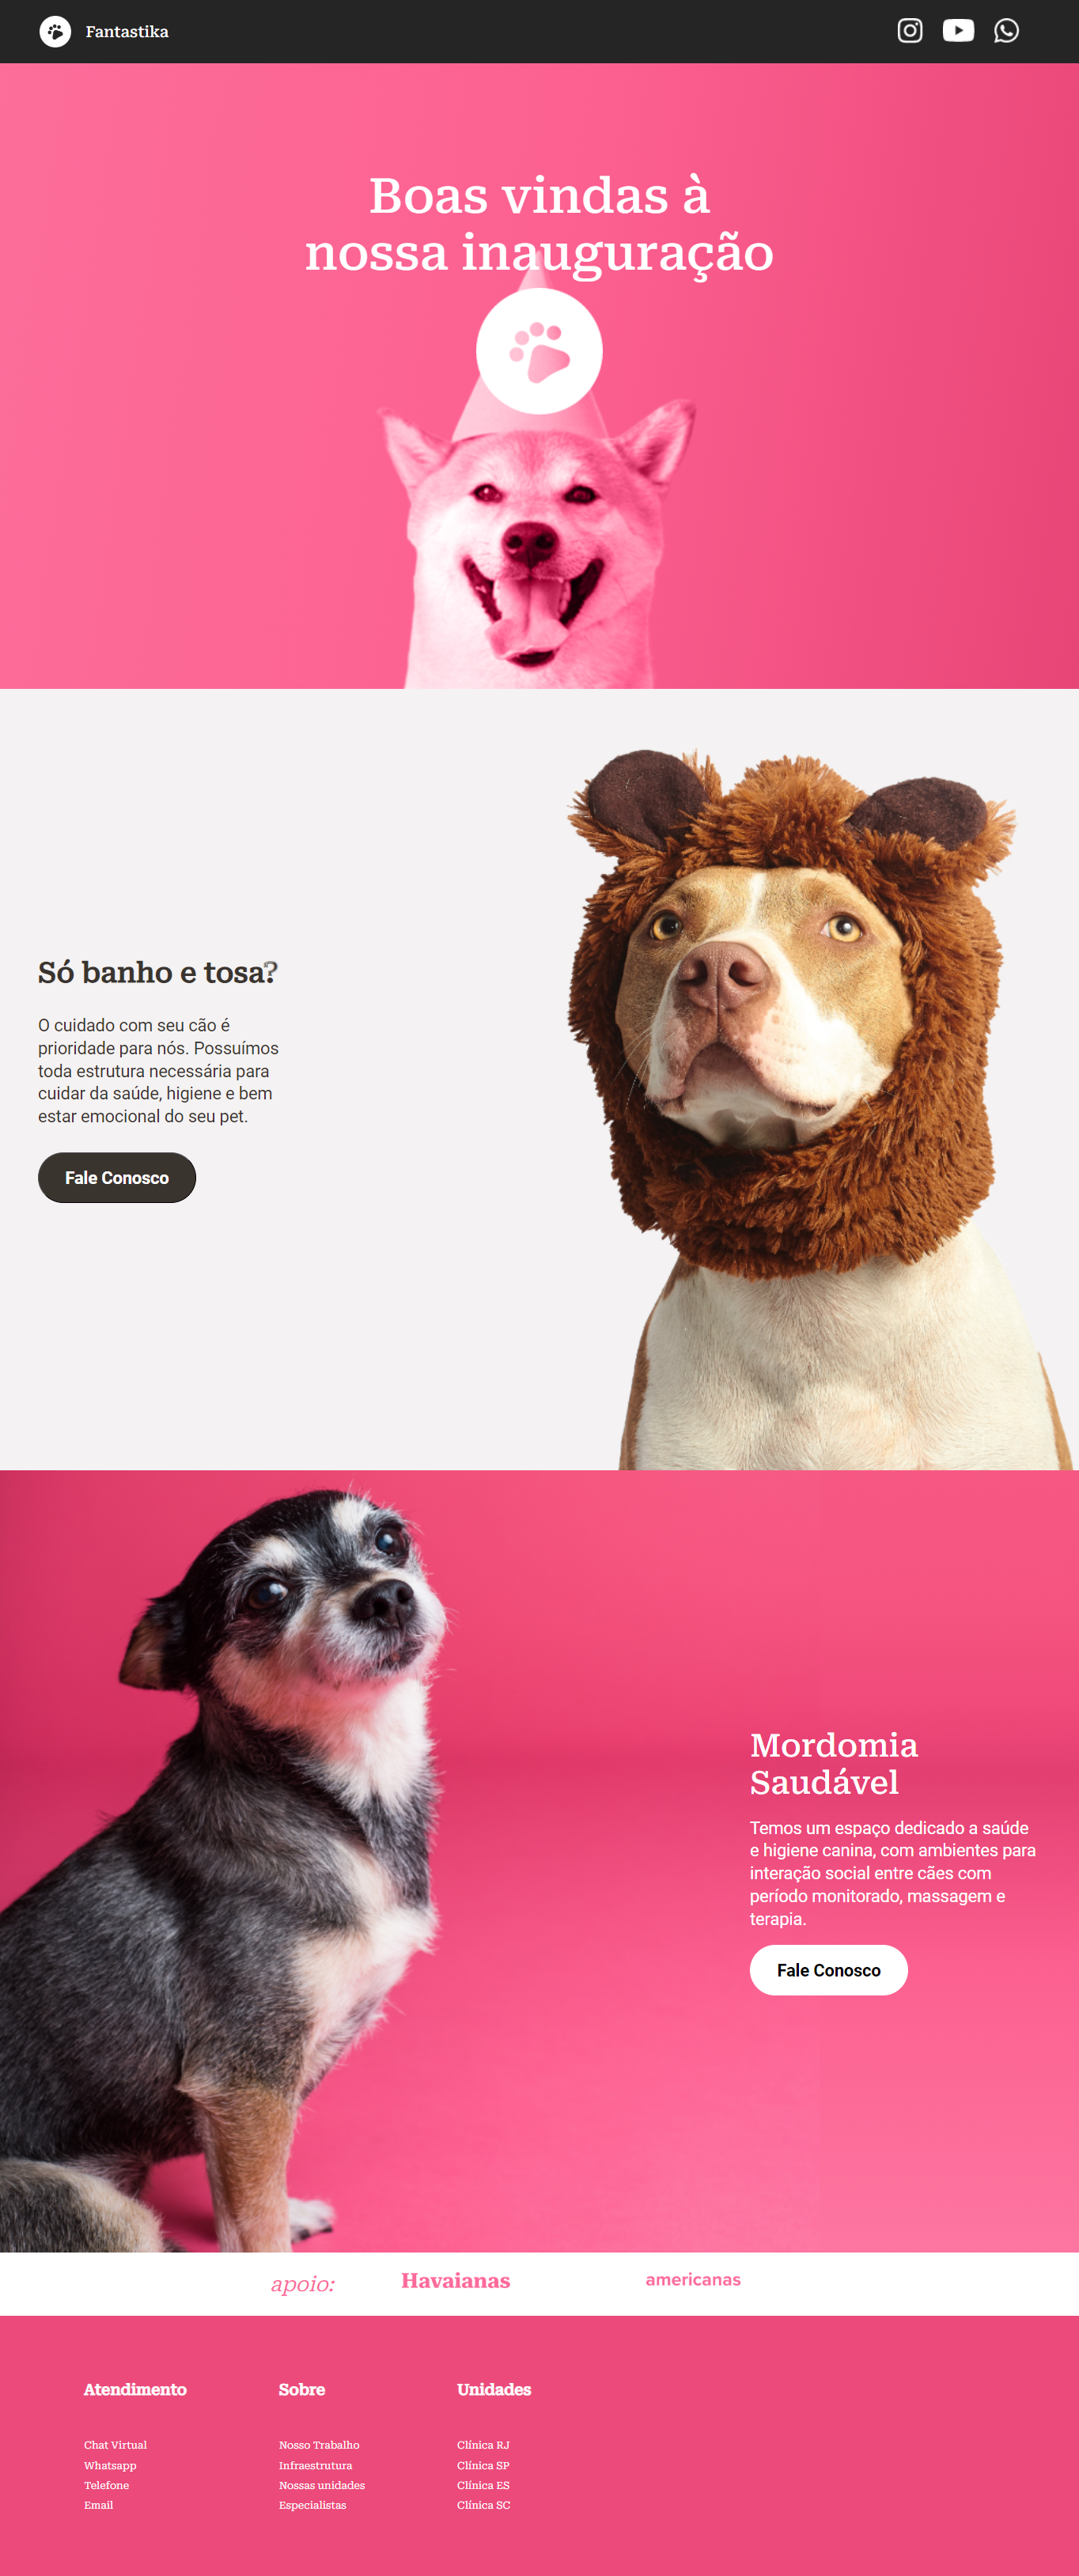 Fantastika
Boas vindas à
nossa inauguração
Só banho e tosa?
O cuidado com seu cão é
prioridade para nós. Possuímos
toda estrutura necessária para
cuidar da saúde, higiene e bem
estar emocional do seu pet.
Fale Conosco
Mordomia
Saudável
Temos um espaço dedicado a saúde
e higiene canina, com ambientes para
interação social entre cães com
período monitorado, massagem e
terapia.
Fale Conosco
apoio: Havaianas americanas
Atendimento Sobre Unidades
Chat Virtual Nosso Trabalho Clínica RJ
Whatsapp Infraestrutura Clínica SP
Telefone Nossas unidades Clínica ES
Email Especialistas Clínica SC